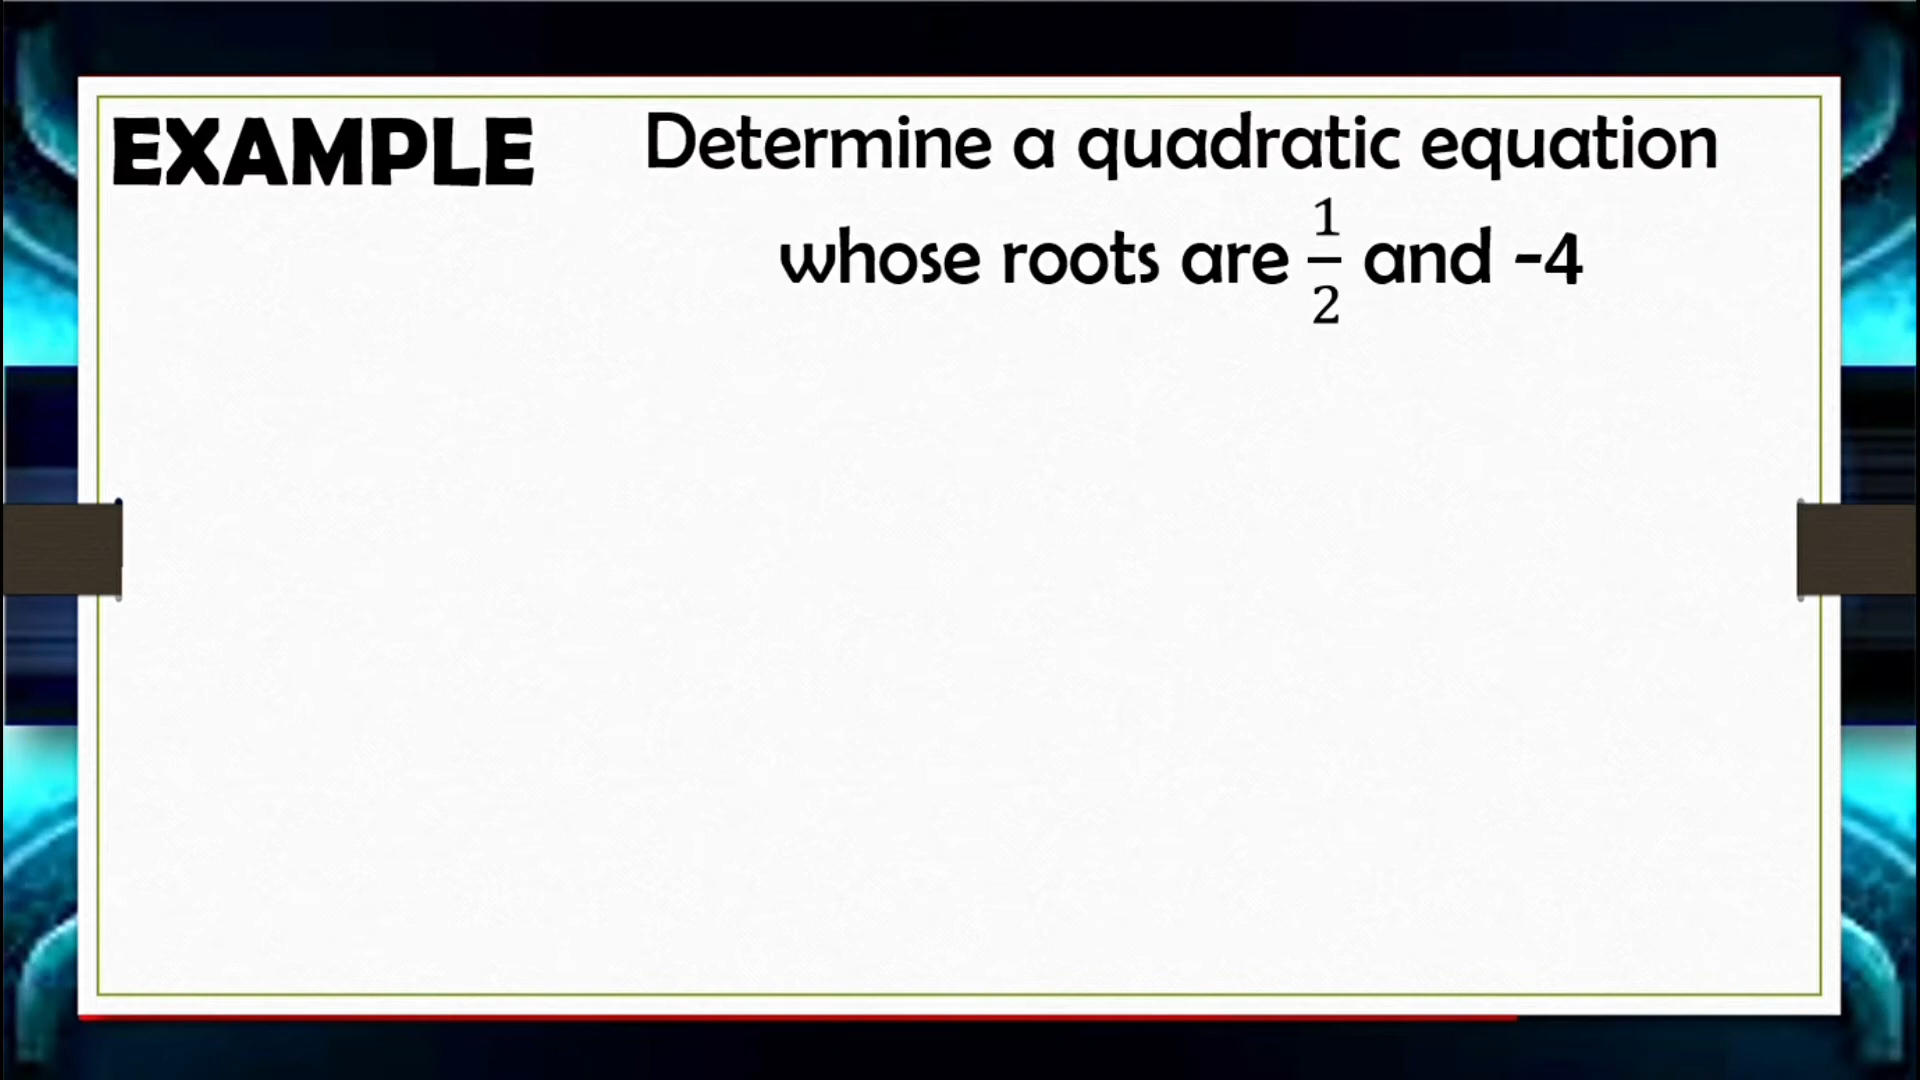 EXAMPLE
Determine a quadratic equation
whose roots are 1/2 and -4